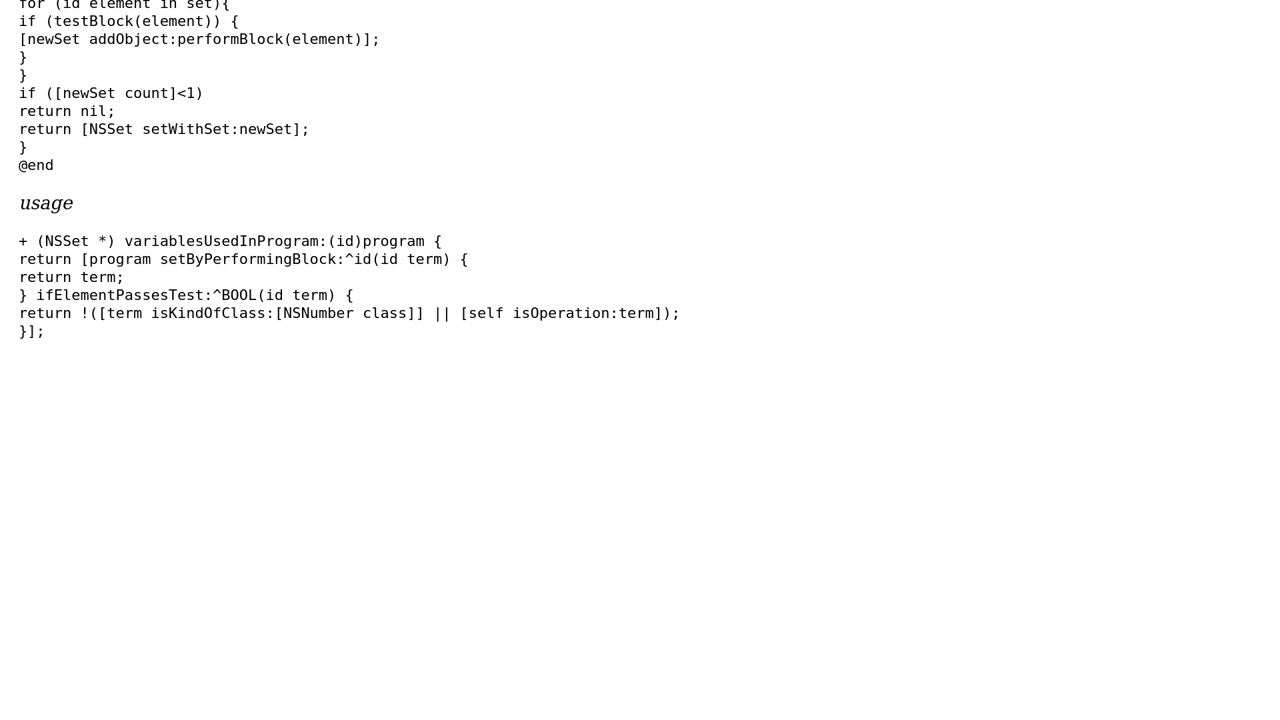 for (id element in set){
if (testBlock(element)) {
[newSet addObject:performBlock(element)];
}
}
if ([newSet count]<1)
return nil;
return [NSSet setWithSet:newSet];
}
@end
usage
+ (NSSet *) variablesUsedInProgram:(id)program {
return [program setByPerformingBlock:^id(id term) {
return term;
} ifElementPassesTest:^BOOL(id term) {
return !([term isKindOfClass:[NSNumber class]] || [self isOperation:term]);
}];